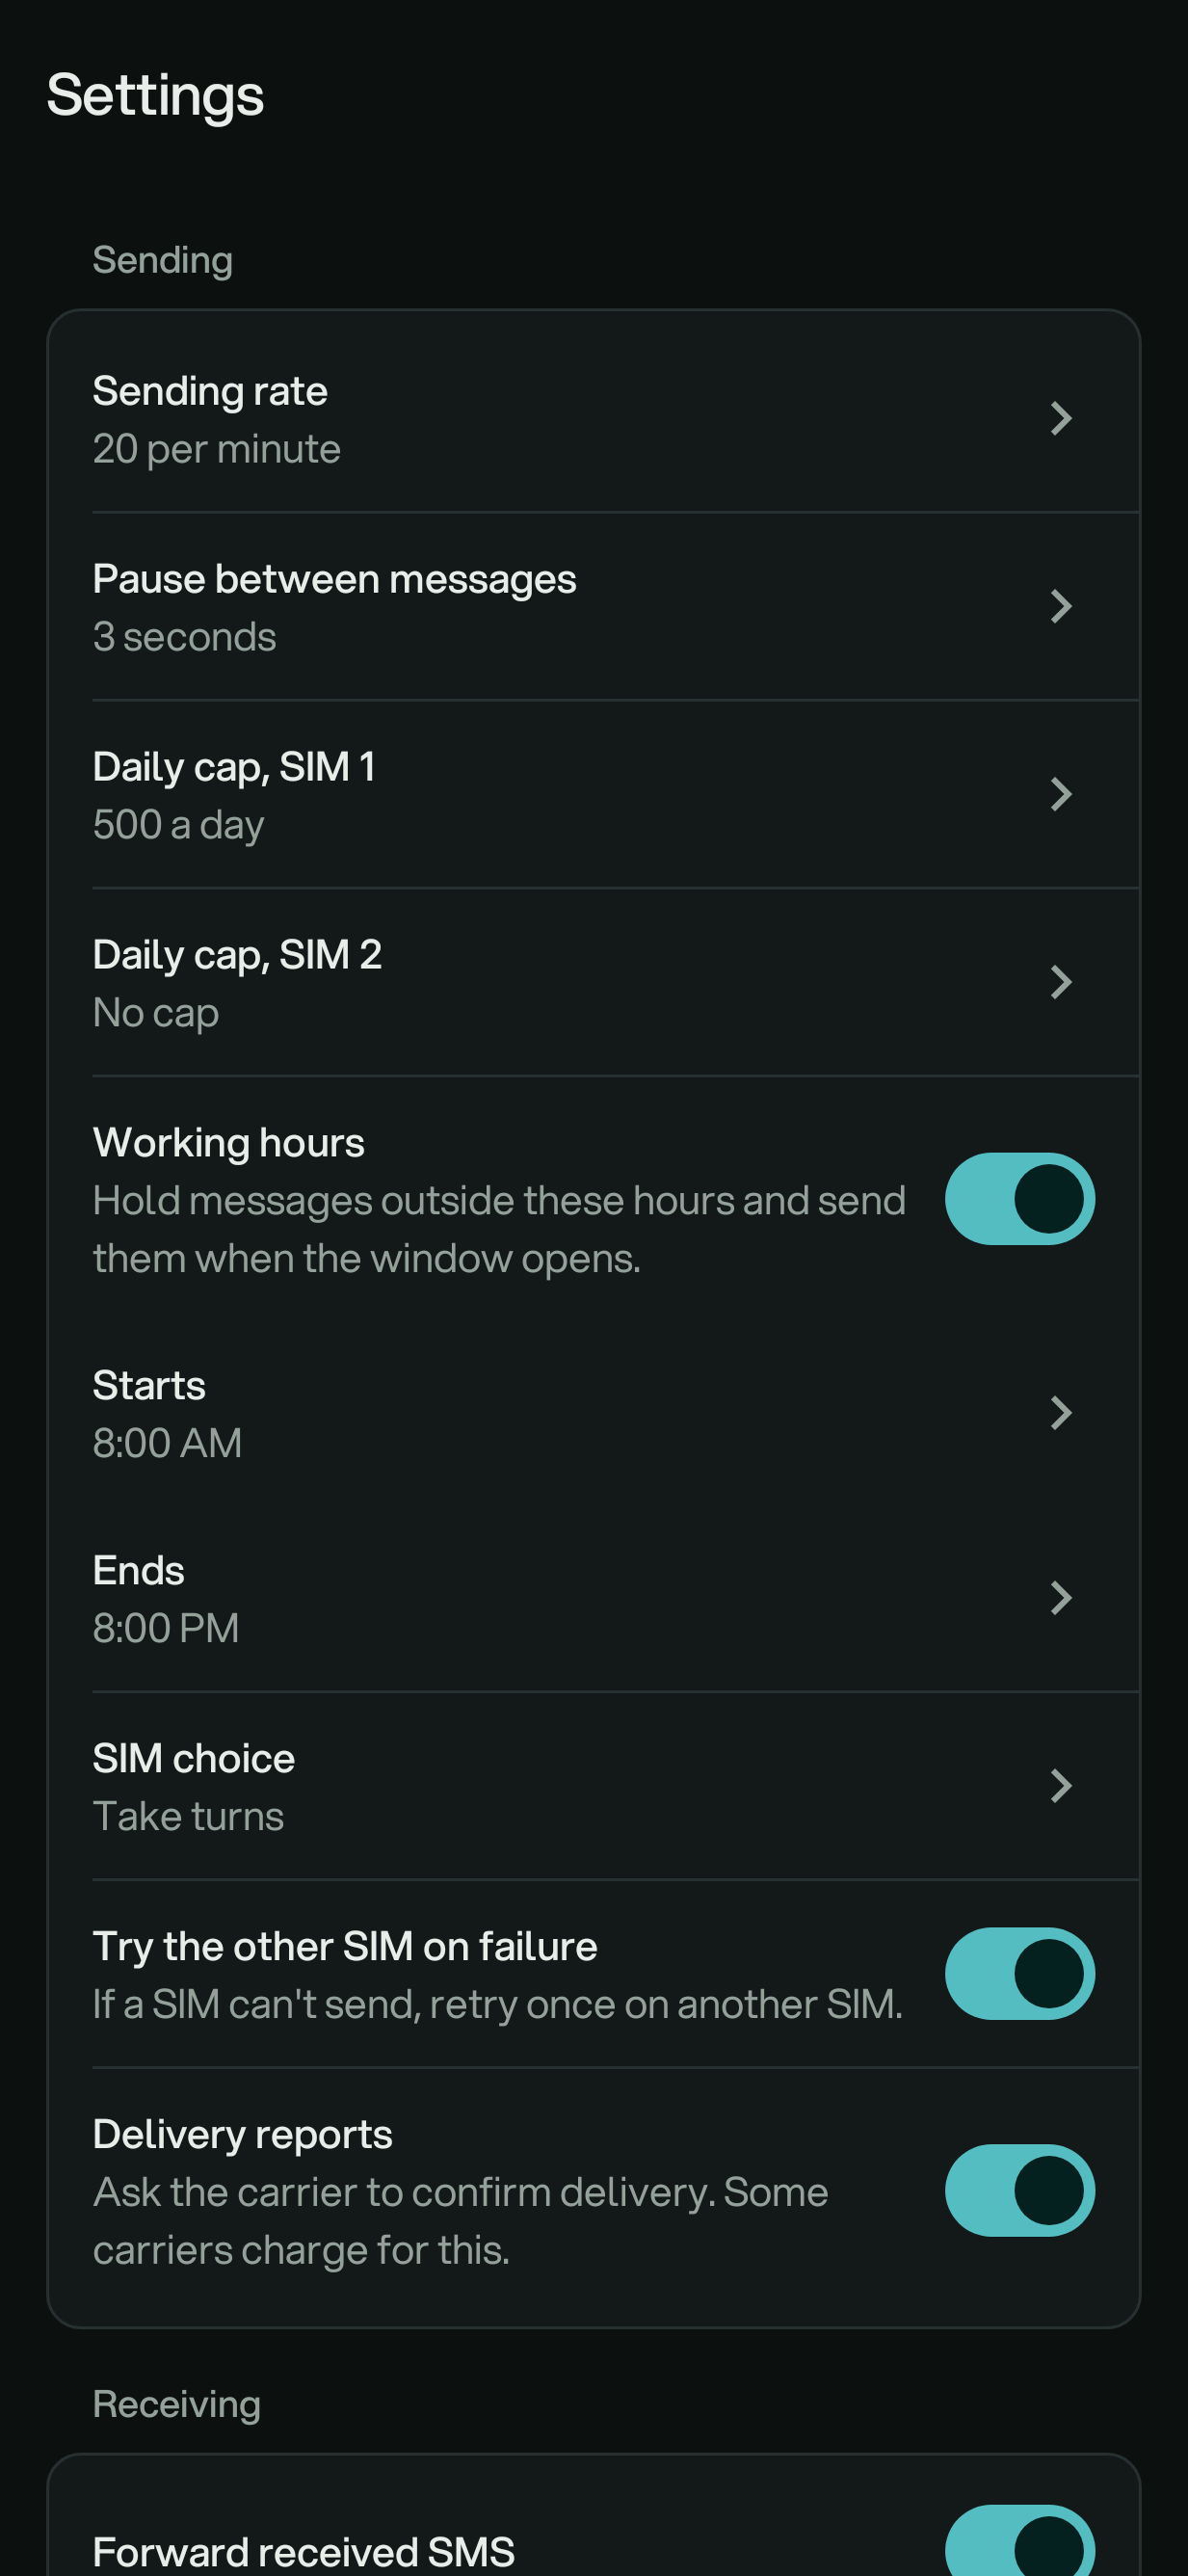 Settings
Sending
Sending rate
20 per minute
Pause between messages
3 seconds
Daily cap, SIM 1
500 a day
Daily cap, SIM 2
No cap
Working hours
Hold messages outside these hours and send
them when the window opens.
Starts
8:00 AM
Ends
8:00 PM
SIM choice
Take turns
Try the other SIM on failure
If a SIM can't send, retry once on another SIM.
Delivery reports
Ask the carrier to confirm delivery. Some
carriers charge for this.
Receiving
Forward received SMS